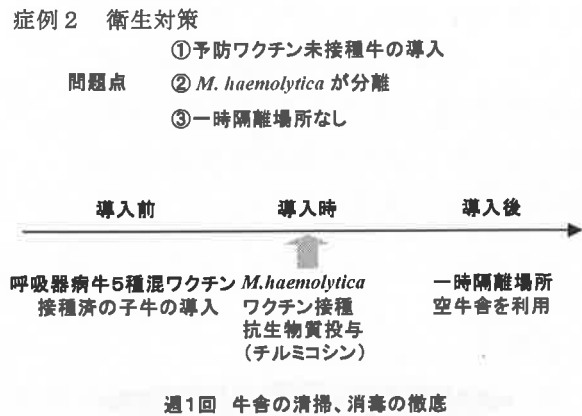 症例2　衛生対策
①予防ワクチン未接種牛の導入
問題点　②M. haemolytica が分離
③一時隔離場所なし
導入前　導入時　導入後
呼吸器病牛5種混ワクチン　M.haemolytica　一時隔離場所
接種済の子牛の導入　ワクチン接種　空牛舎を利用
抗生物質投与
(チルミコシン)
週1回　牛舎の清掃、消毒の徹底